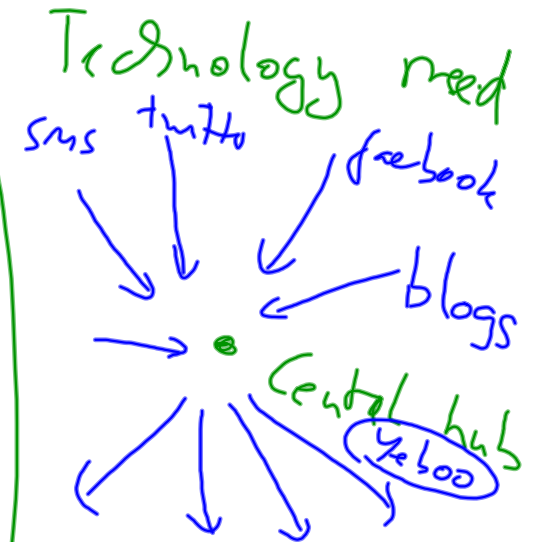 Technology need
sms twitter facebook
blogs
Central hub
Yeboo